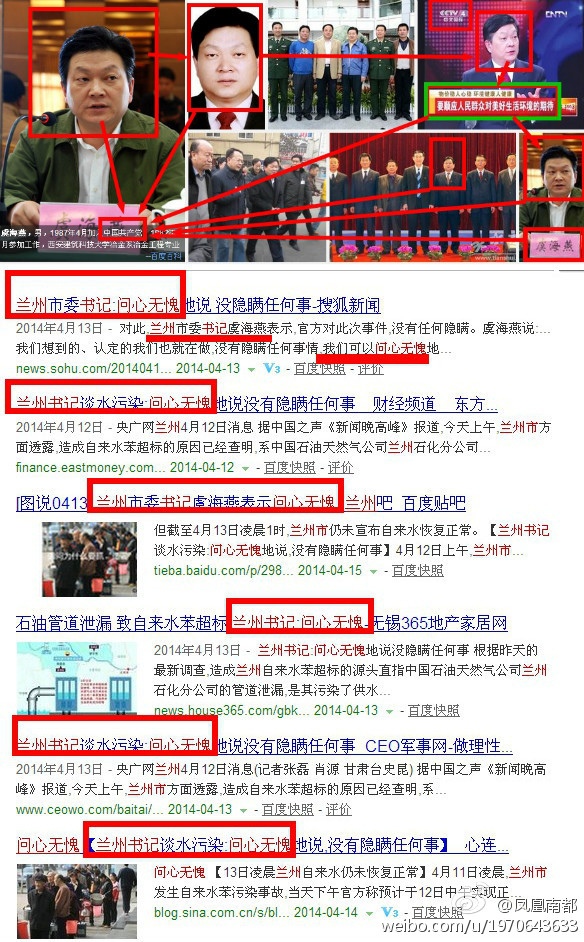 虞海燕
虞海燕，男，1987年4月加入中国共产党，1982年8
月参加工作，西安建筑科技大学冶金系冶金工程专业
--百度百科
CCTV 4
中文国际
ENTV
物价稳人心稳 环境健康人健康
要顺应人民群众对美好生活环境的期待
虞海燕
兰州市委书记:问心无愧地说 没隐瞒任何事-搜狐新闻
2014年4月13日 - 对此,兰州市委书记虞海燕表示,官方对此次事件,没有任何隐瞒。虞海燕说:...
我们想到的、认定的我们也就在做,没有隐瞒任何事情,我们可以问心无愧地...
news.sohu.com/2014041... 2014-04-13 V3 - 百度快照 - 评价
兰州书记谈水污染:问心无愧地说没有隐瞒任何事 财经频道 东方...
2014年4月12日 - 央广网兰州4月12日消息 据中国之声《新闻晚高峰》报道,今天上午,兰州市方
面透露,造成自来水苯超标的原因已经查明,系中国石油天然气公司兰州石化分公司...
finance.eastmoney.com... 2014-04-12 - 百度快照 - 评价
[图说0413 兰州市委书记虞海燕表示问心无愧 兰州吧 百度贴吧
但截至4月13日凌晨1时,兰州市仍未宣布自来水恢复正常。【兰州书记
谈水污染:问心无愧地说,没有隐瞒任何事】4月12日上午,兰州市...
tieba.baidu.com/p/298... 2014-04-15 - 百度快照
石油管道泄漏 致自来水苯超标 兰州书记:问心无愧-无锡365地产家居网
2014年4月13日 - 兰州书记:问心无愧地说没有隐瞒任何事 根据昨天的
最新调查,造成兰州自来水苯超标的源头直指中国石油天然气公司兰州
石化分公司的管道泄漏,是其污染了供水...
news.house365.com/gbk... 2014-04-13 - 百度快照
兰州书记谈水污染:问心无愧地说没有隐瞒任何事 CEO军事网-做理性...
2014年4月13日 - 央广网兰州4月12日消息(记者张磊 肖源 甘肃台史昆) 据中国之声《新闻晚高
峰》报道,今天上午,兰州市方面透露,造成自来水苯超标的原因已经查明,系...
www.ceowo.com/baitai/... 2014-04-13 - 百度快照 - 评价
问心无愧 【兰州书记谈水污染:问心无愧地说,没有隐瞒任何事】 心连...
问心无愧 【13日凌晨兰州自来水仍未恢复正常】4月11日凌晨,兰州市
发生自来水苯污染事故,当天下午官方称预计于12日中午实现正...
blog.sina.com.cn/s/bl... 2014-04-14 V1 - 百度快照
@凤凰南都
weibo.com/u/1970643633